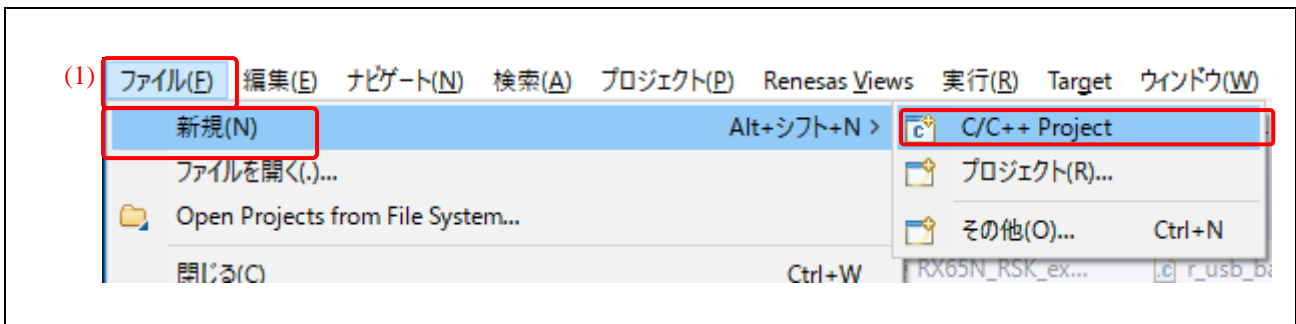 (1) ファイル(F) 編集(E) ナビゲート(N) 検索(A) プロジェクト(P) Renesas Views 実行(R) Target ウィンドウ(W)
新規(N) Alt+シフト+N > C/C++ Project
ファイルを開く(.)... プロジェクト(R)...
Open Projects from File System... その他(O)... Ctrl+N
閉じる(C) Ctrl+W RX65N_RSK_ex... r_usb_ba